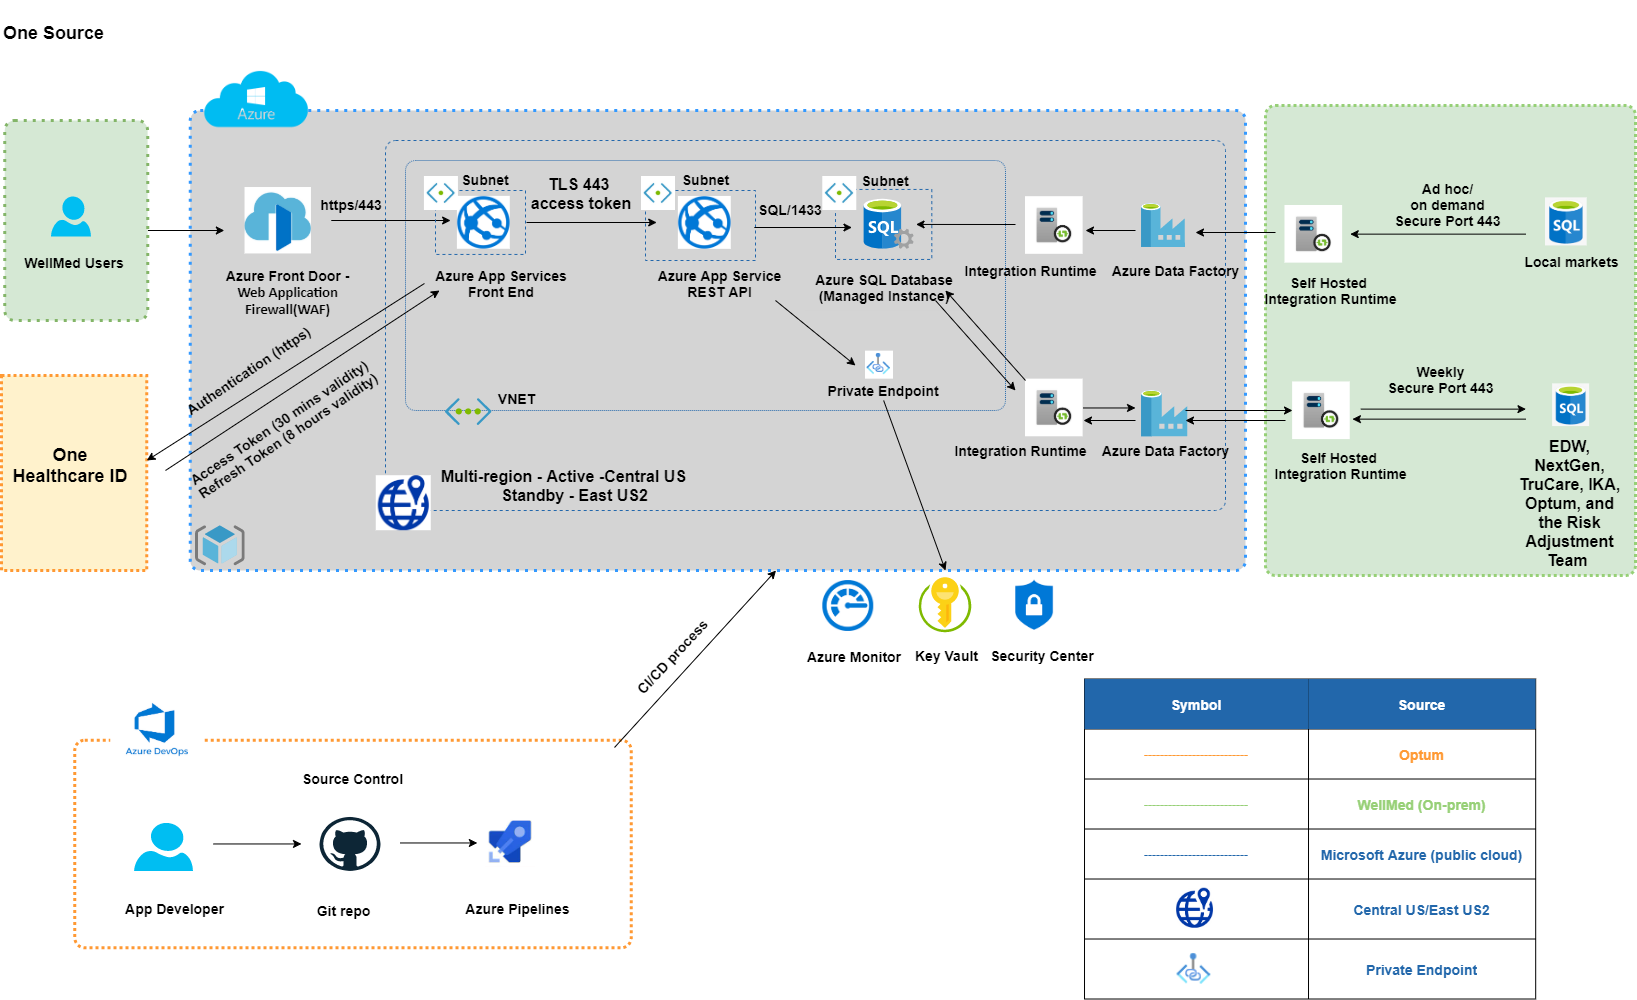 One Source
Azure
WellMed Users
https/443
Azure Front Door -
Web Application
Firewall(WAF)
Subnet
Azure App Services
Front End
TLS 443
access token
Subnet
Azure App Service
REST API
SQL/1433
Subnet
SQL
Azure SQL Database
(Managed Instance)
Integration Runtime
Azure Data Factory
Self Hosted
Integration Runtime
Ad hoc/
on demand
Secure Port 443
SQL
Local markets
Authentication (https)
Access Token (30 mins validity)
Refresh Token (8 hours validity)
One
Healthcare ID
VNET
Private Endpoint
Integration Runtime
Azure Data Factory
Self Hosted
Integration Runtime
Weekly
Secure Port 443
SQL
EDW,
NextGen,
TruCare, IKA,
Optum, and
the Risk
Adjustment
Team
Multi-region - Active -Central US
Standby - East US2
Azure Monitor
Key Vault
Security Center
CI/CD process
Azure DevOps
Source Control
App Developer
Git repo
Azure Pipelines
Symbol
Source
Optum
WellMed (On-prem)
Microsoft Azure (public cloud)
Central US/East US2
Private Endpoint